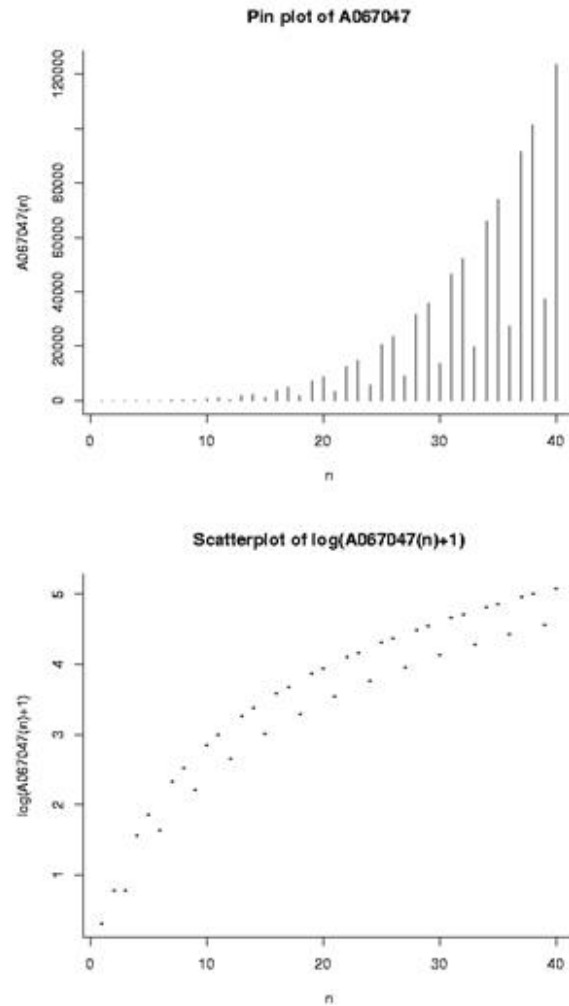 Pin plot of A067047
120000
80000
60000
40000
20000
0
A067047(n)
0 10 20 30 40
n
Scatterplot of log(A067047(n)+1)
5
4
3
2
1
log(A067047(n)+1)
0 10 20 30 40
n